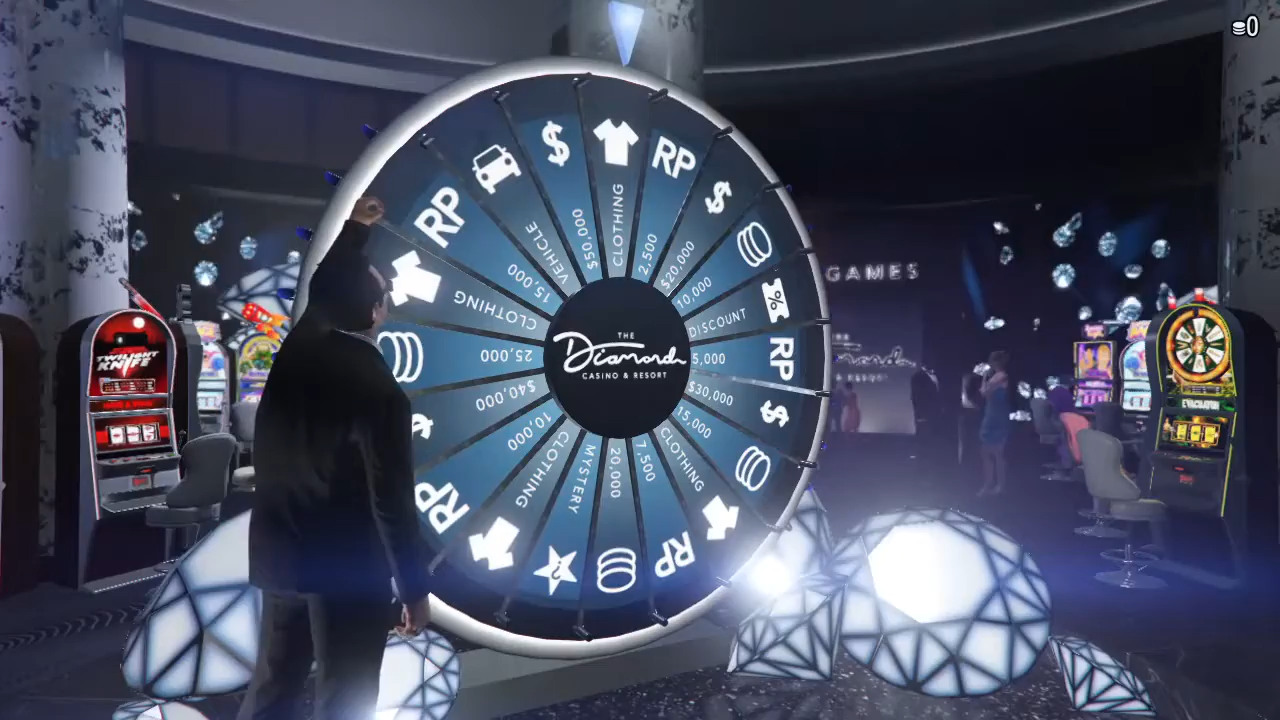 0
$
RP
RP
$
CLOTHING
$50,000
VEHICLE
15,000
2,500
$20,000
10,000
%
GAMES
CLOTHING
DISCOUNT
THE
Diamond
CASINO & RESORT
RP
25,000
5,000
TWILIGHT
KNIFE
$40,000
$30,000
$
$
10,000
15,000
EVACUATOR
CLOTHING
CLOTHING
MYSTERY
20,000
7,500
RP
RP
?